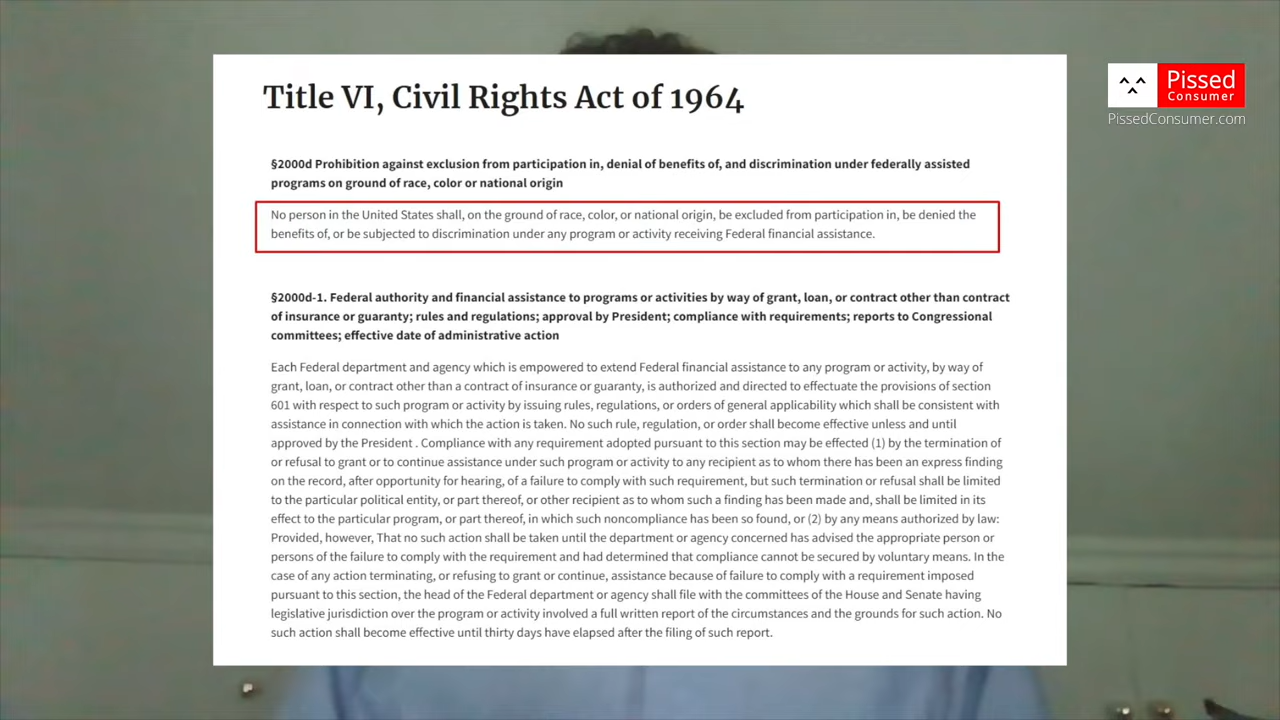 Title VI, Civil Rights Act of 1964
Pissed
Consumer
PissedConsumer.com
§2000d Prohibition against exclusion from participation in, denial of benefits of, and discrimination under federally assisted
programs on ground of race, color or national origin
No person in the United States shall, on the ground of race, color, or national origin, be excluded from participation in, be denied the
benefits of, or be subjected to discrimination under any program or activity receiving Federal financial assistance.
§2000d-1. Federal authority and financial assistance to programs or activities by way of grant, loan, or contract other than contract
of insurance or guaranty; rules and regulations; approval by President; compliance with requirements; reports to Congressional
committees; effective date of administrative action
Each Federal department and agency which is empowered to extend Federal financial assistance to any program or activity, by way of
grant, loan, or contract other than a contract of insurance or guaranty, is authorized and directed to effectuate the provisions of section
601 with respect to such program or activity by issuing rules, regulations, or orders of general applicability which shall be consistent with
assistance in connection with which the action is taken. No such rule, regulation, or order shall become effective unless and until
approved by the President . Compliance with any requirement adopted pursuant to this section may be effected (1) by the termination of
or refusal to grant or to continue assistance under such program or activity to any recipient as to whom there has been an express finding
on the record, after opportunity for hearing, of a failure to comply with such requirement, but such termination or refusal shall be limited
to the particular political entity, or part thereof, or other recipient as to whom such a finding has been made and, shall be limited in its
effect to the particular program, or part thereof, in which such noncompliance has been so found, or (2) by any means authorized by law:
Provided, however, That no such action shall be taken until the department or agency concerned has advised the appropriate person or
persons of the failure to comply with the requirement and had determined that compliance cannot be secured by voluntary means. In the
case of any action terminating, or refusing to grant or continue, assistance because of failure to comply with a requirement imposed
pursuant to this section, the head of the Federal department or agency shall file with the committees of the House and Senate having
legislative jurisdiction over the program or activity involved a full written report of the circumstances and the grounds for such action. No
such action shall become effective until thirty days have elapsed after the filing of such report.